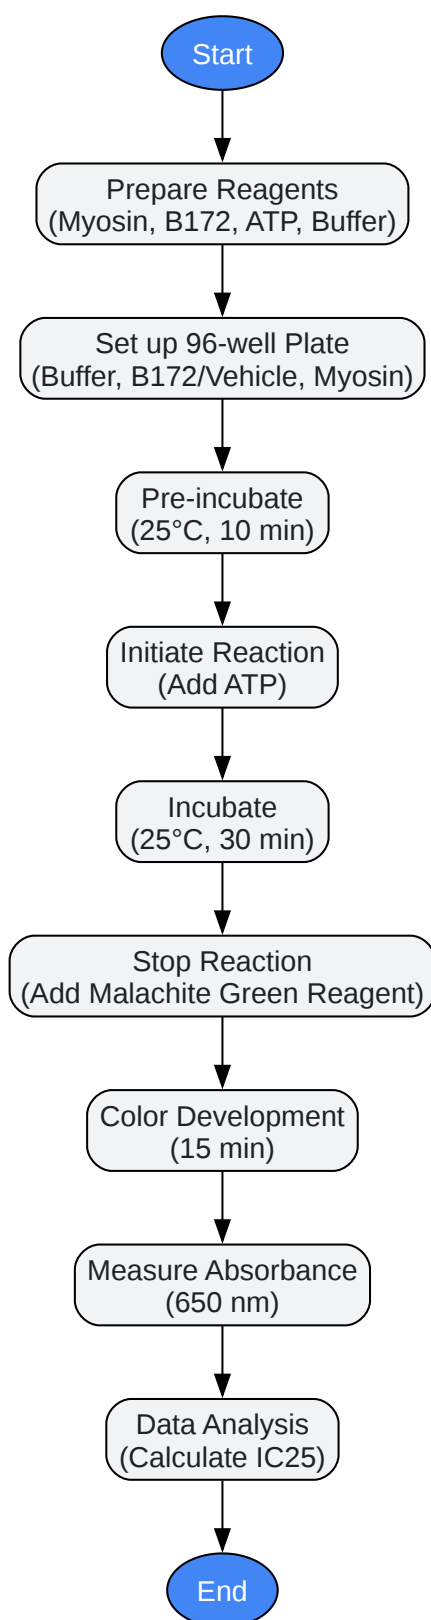 Start
Prepare Reagents
(Myosin, B172, ATP, Buffer)
Set up 96-well Plate
(Buffer, B172/Vehicle, Myosin)
Pre-incubate
(25°C, 10 min)
Initiate Reaction
(Add ATP)
Incubate
(25°C, 30 min)
Stop Reaction
(Add Malachite Green Reagent)
Color Development
(15 min)
Measure Absorbance
(650 nm)
Data Analysis
(Calculate IC25)
End